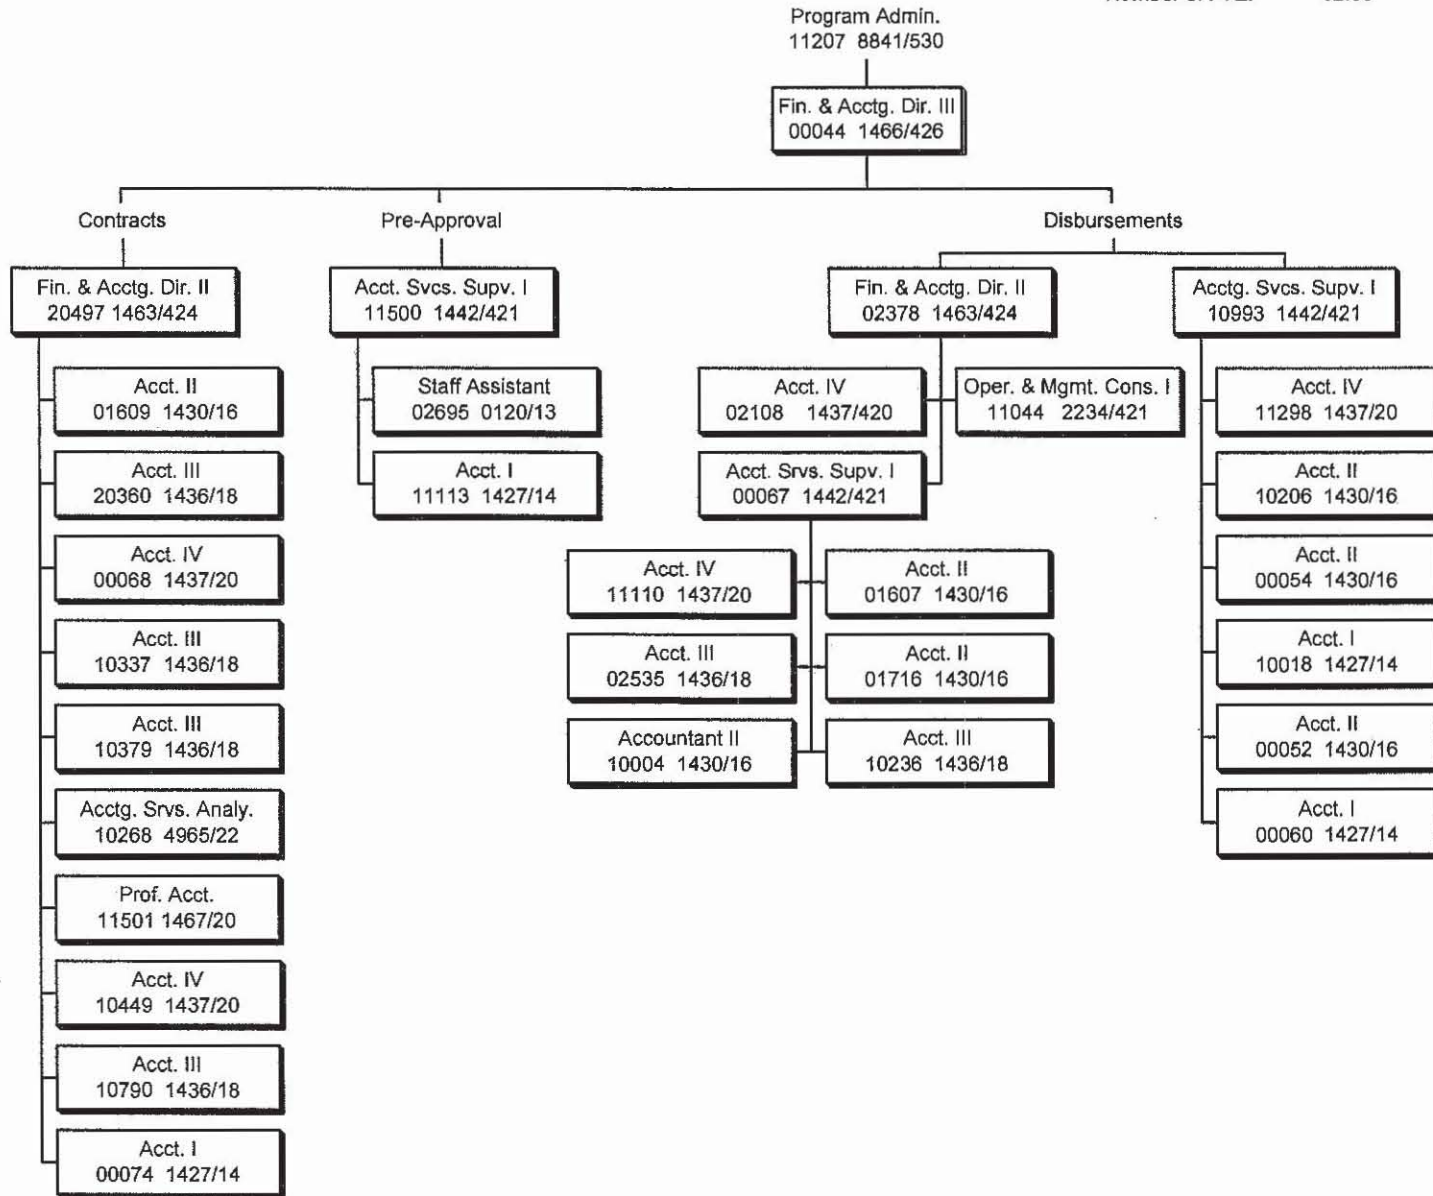 Program Admin.
11207 8841/530
Fin. & Acctg. Dir. III
00044 1466/426
Contracts
Pre-Approval
Disbursements
Fin. & Acctg. Dir. II
20497 1463/424
Acct. II
01609 1430/16
Acct. III
20360 1436/18
Acct. IV
00068 1437/20
Acct. III
10337 1436/18
Acct. III
10379 1436/18
Acctg. Srvs. Analy.
10268 4965/22
Prof. Acct.
11501 1467/20
Acct. IV
10449 1437/20
Acct. III
10790 1436/18
Acct. I
00074 1427/14
Acct. Svcs. Supv. I
11500 1442/421
Staff Assistant
02695 0120/13
Acct. I
11113 1427/14
Fin. & Acctg. Dir. II
02378 1463/424
Acct. IV
02108 1437/420
Oper. & Mgmt. Cons. I
11044 2234/421
Acct. Srvs. Supv. I
00067 1442/421
Acct. IV
11110 1437/20
Acct. II
01607 1430/16
Acct. III
02535 1436/18
Acct. II
01716 1430/16
Accountant II
10004 1430/16
Acct. III
10236 1436/18
Acctg. Svcs. Supv. I
10993 1442/421
Acct. IV
11298 1437/20
Acct. II
10206 1430/16
Acct. II
00054 1430/16
Acct. I
10018 1427/14
Acct. II
00052 1430/16
Acct. I
00060 1427/14